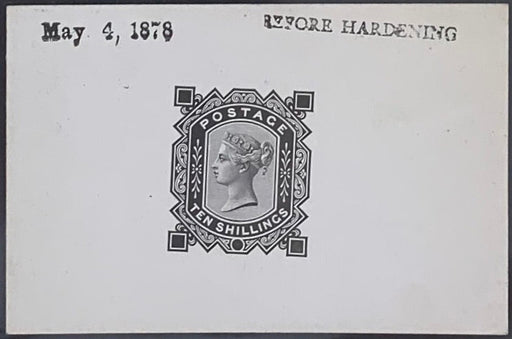 May 4, 1878
BEFORE HARDENING
POSTAGE
TEN SHILLINGS